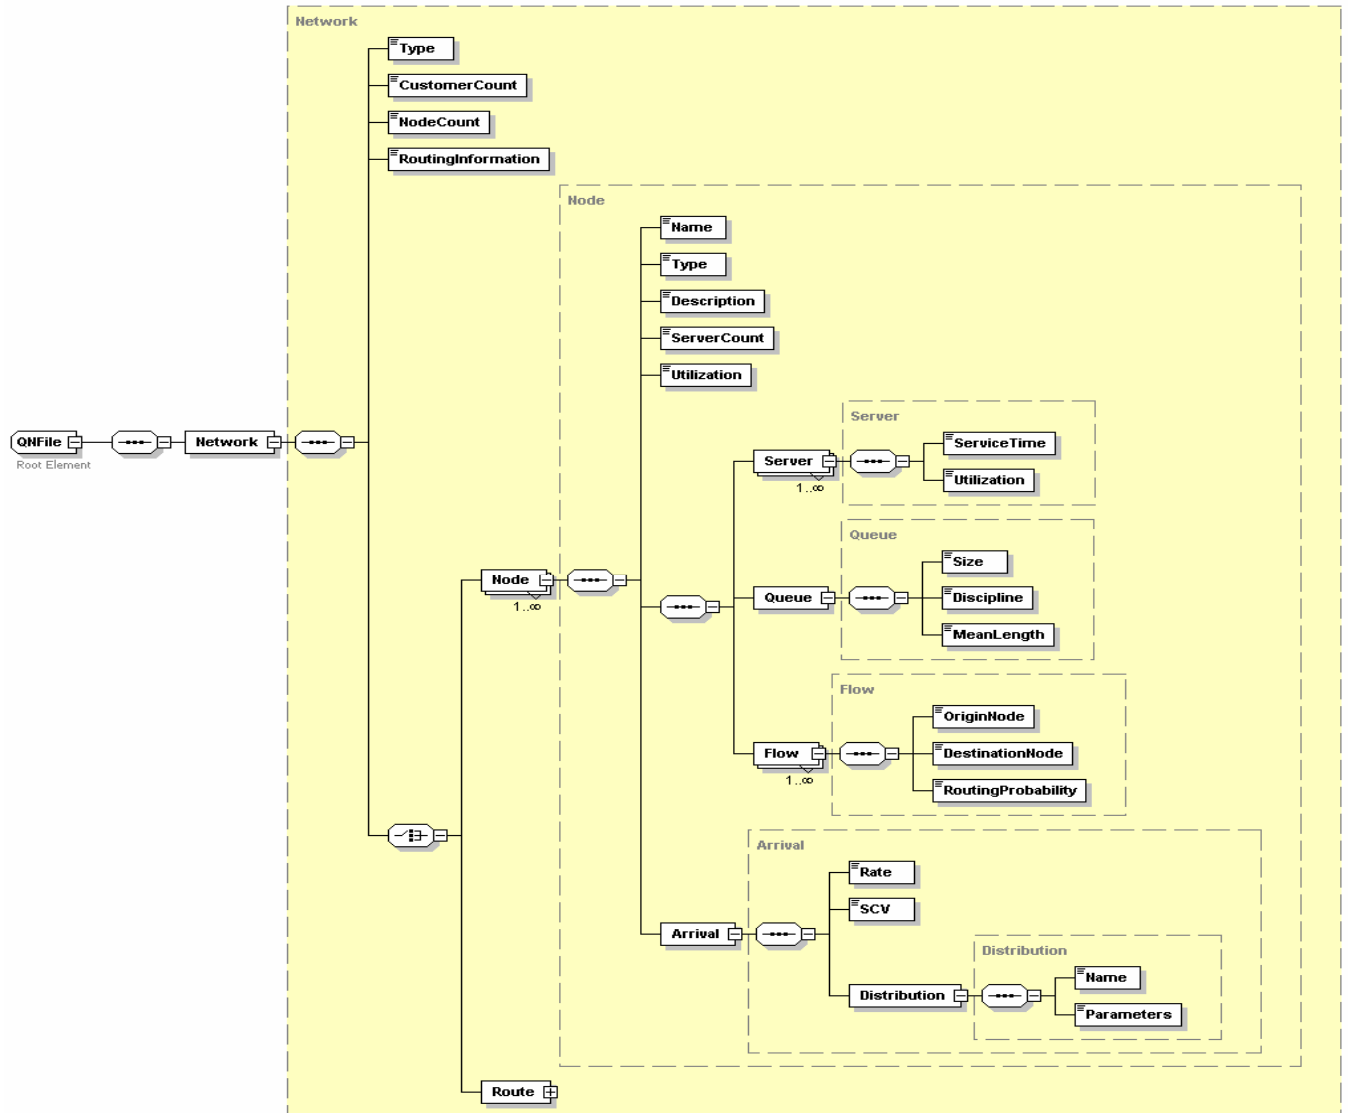 Network
Type
CustomerCount
NodeCount
RoutingInformation
Node
Name
Type
Description
ServerCount
Utilization
QNFile
Root Element
Network
Server
Server
1..∞
ServiceTime
Utilization
Queue
Node
1..∞
Queue
Size
Discipline
MeanLength
Flow
Flow
1..∞
OriginNode
DestinationNode
RoutingProbability
Arrival
Rate
SCV
Arrival
Distribution
Distribution
Name
Parameters
Route